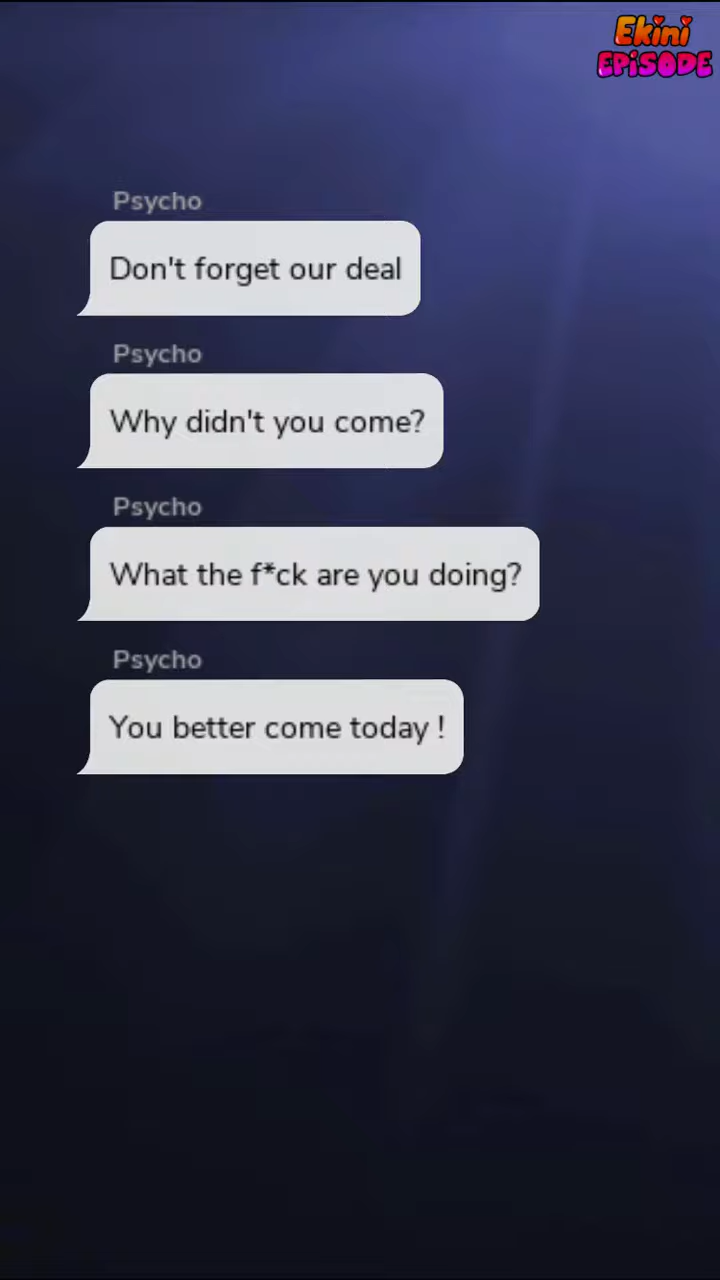 Ekini
EPiSODE
Psycho
Don't forget our deal
Psycho
Why didn't you come?
Psycho
What the f*ck are you doing?
Psycho
You better come today !